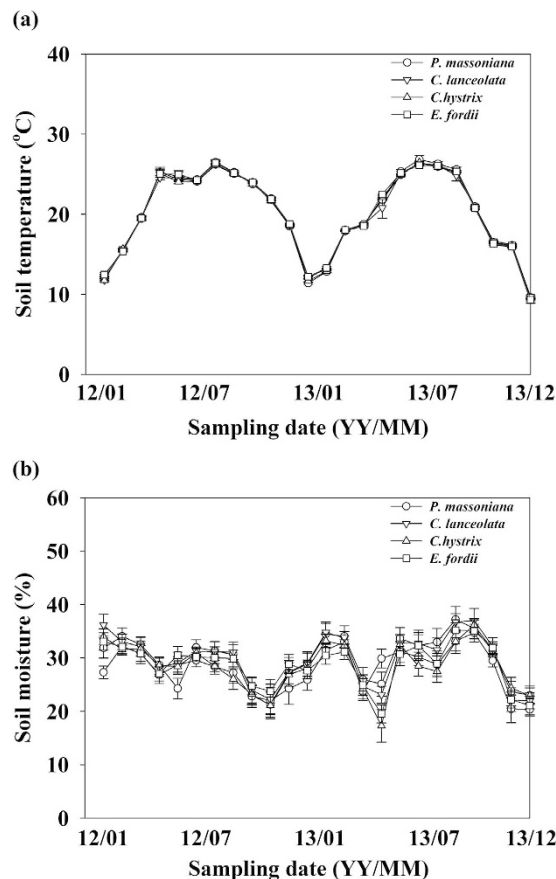 (a)
40
30
20
10
0
Soil temperature (°C)
P. massoniana
C. lanceolata
C.hystrix
E. fordii
12/01 12/07 13/01 13/07 13/12
Sampling date (YY/MM)
(b)
60
50
40
30
20
10
0
Soil moisture (%)
P. massoniana
C. lanceolata
C.hystrix
E. fordii
12/01 12/07 13/01 13/07 13/12
Sampling date (YY/MM)